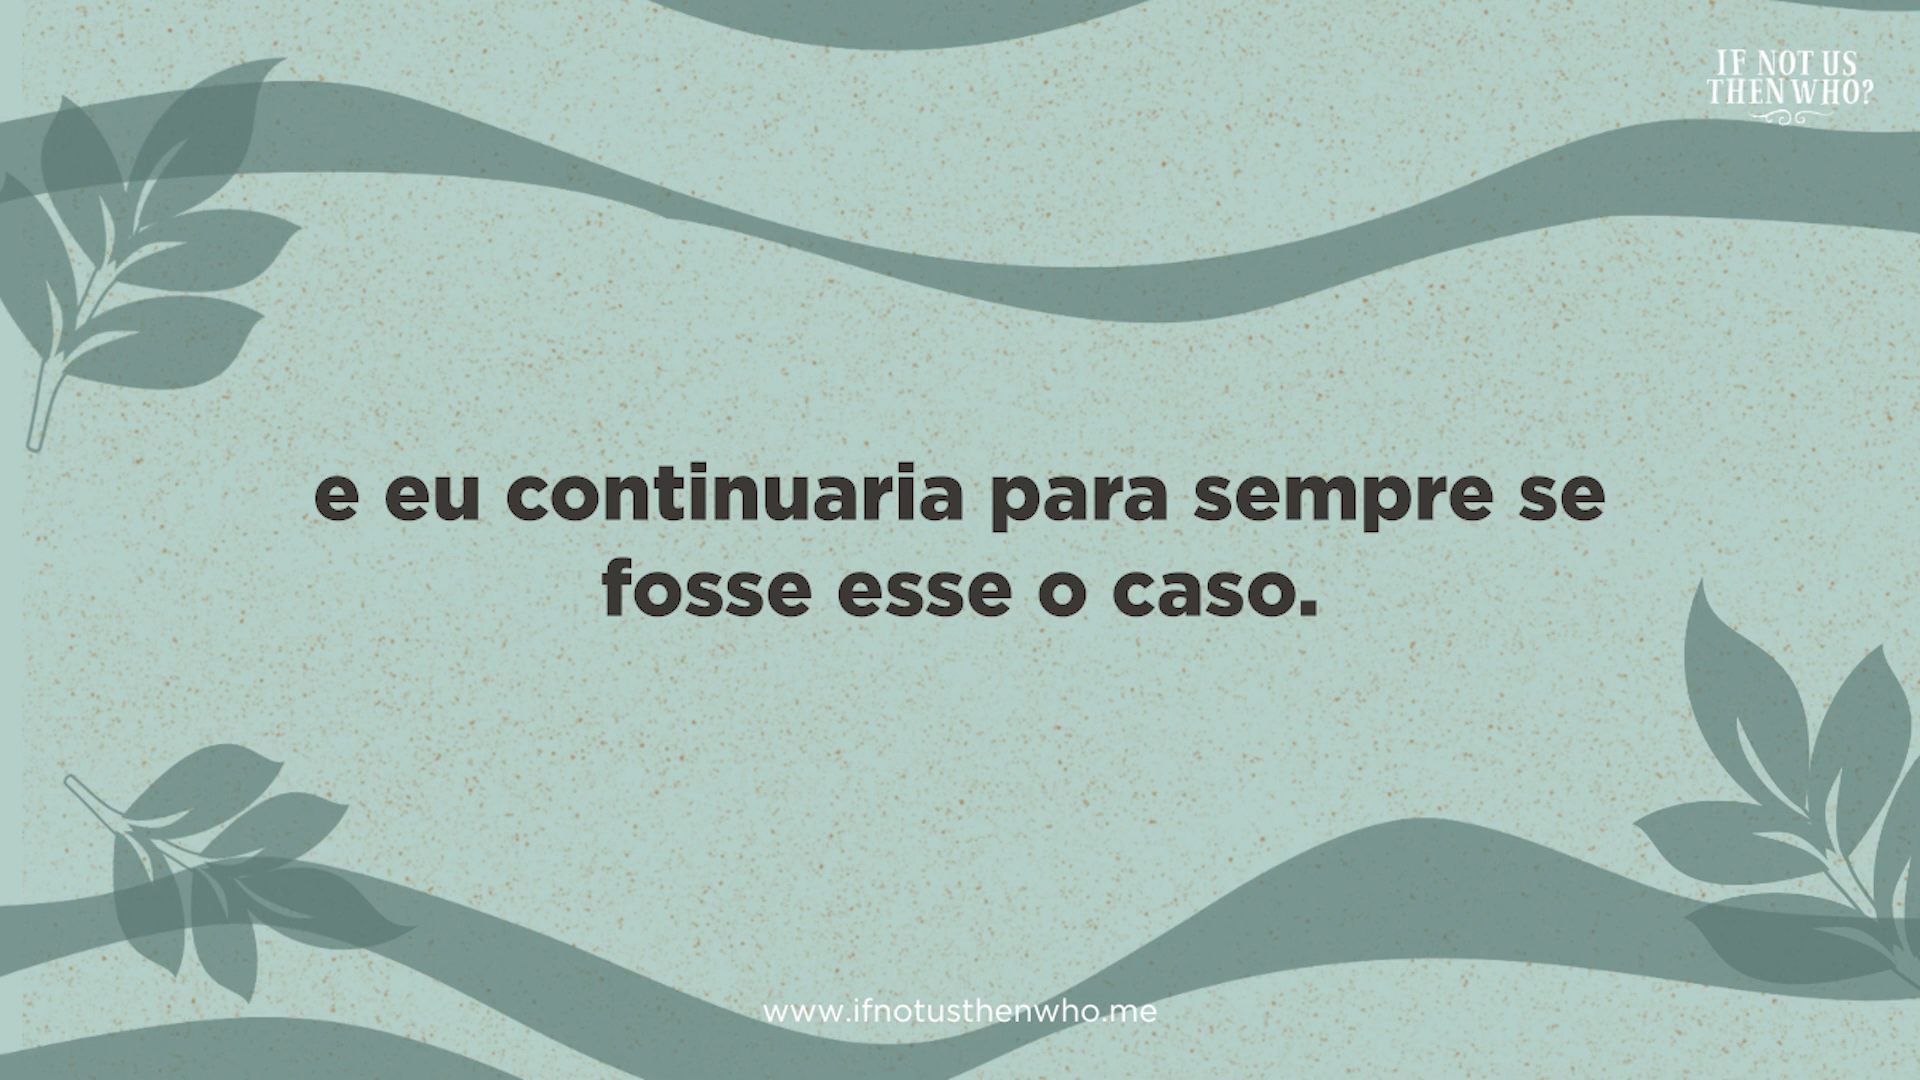 IF NOT US
THEN WHO?
e eu continuaria para sempre se
fosse esse o caso.
www.ifnotusthenwho.me